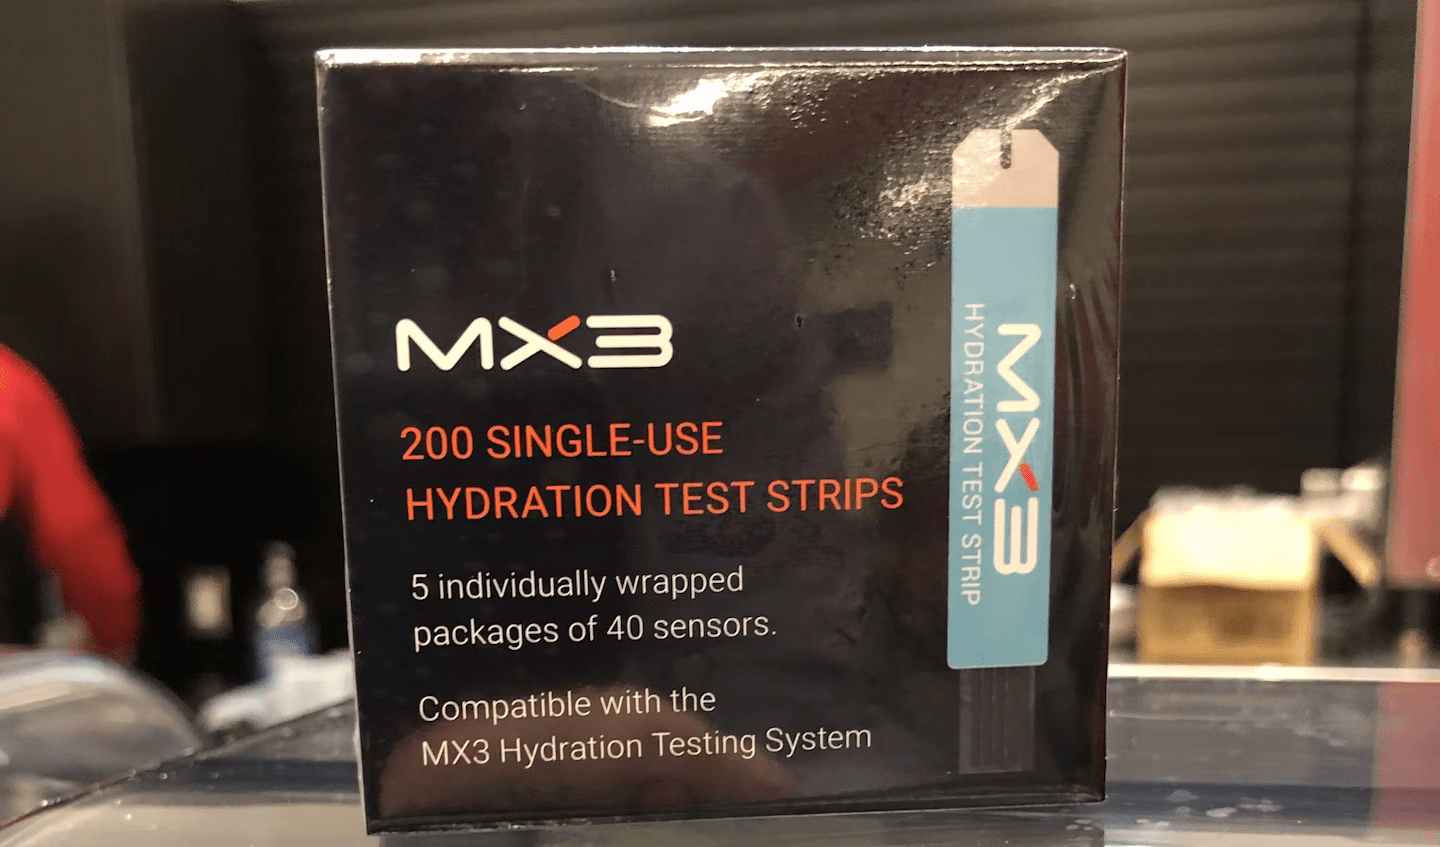 MX3
200 SINGLE-USE
HYDRATION TEST STRIPS
5 individually wrapped
packages of 40 sensors.
Compatible with the
MX3 Hydration Testing System
MX3
HYDRATION TEST STRIP